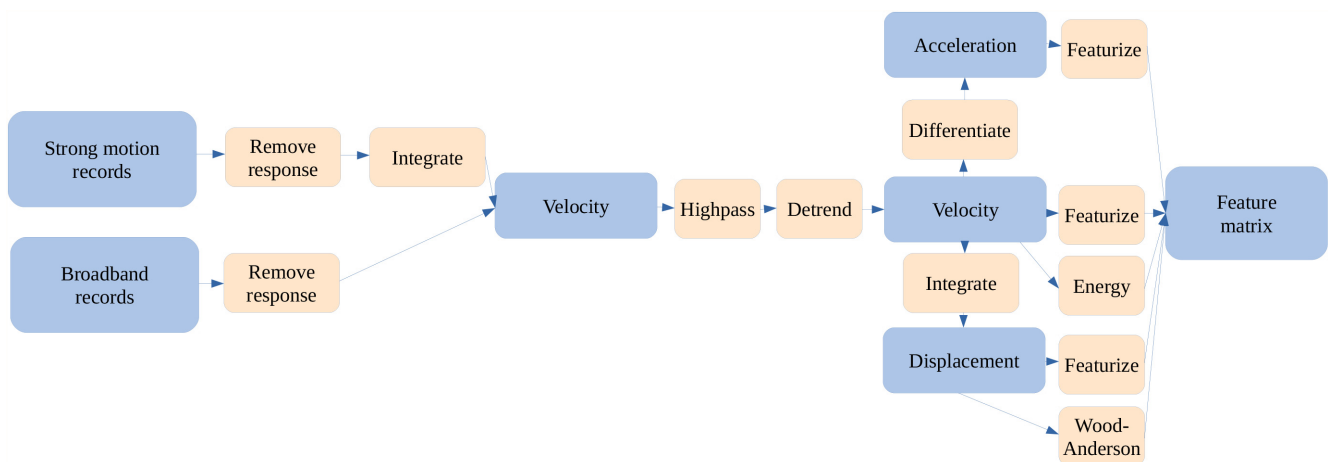 Strong motion
records
Remove
response
Integrate
Broadband
records
Remove
response
Velocity
Highpass
Detrend
Acceleration
Featurize
Differentiate
Velocity
Featurize
Integrate
Energy
Displacement
Featurize
Wood-
Anderson
Feature
matrix